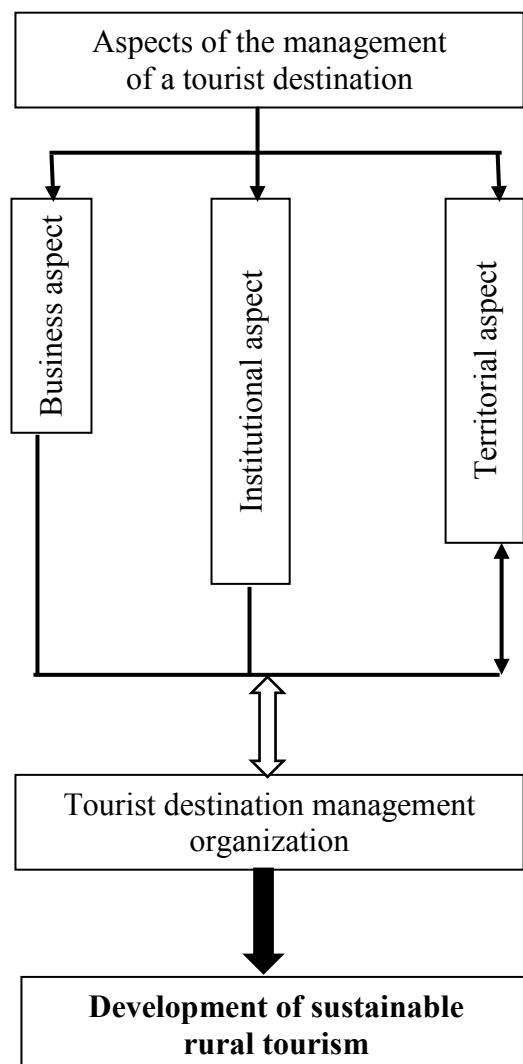 Aspects of the management
of a tourist destination
Business aspect
Institutional aspect
Territorial aspect
Tourist destination management
organization
Development of sustainable
rural tourism